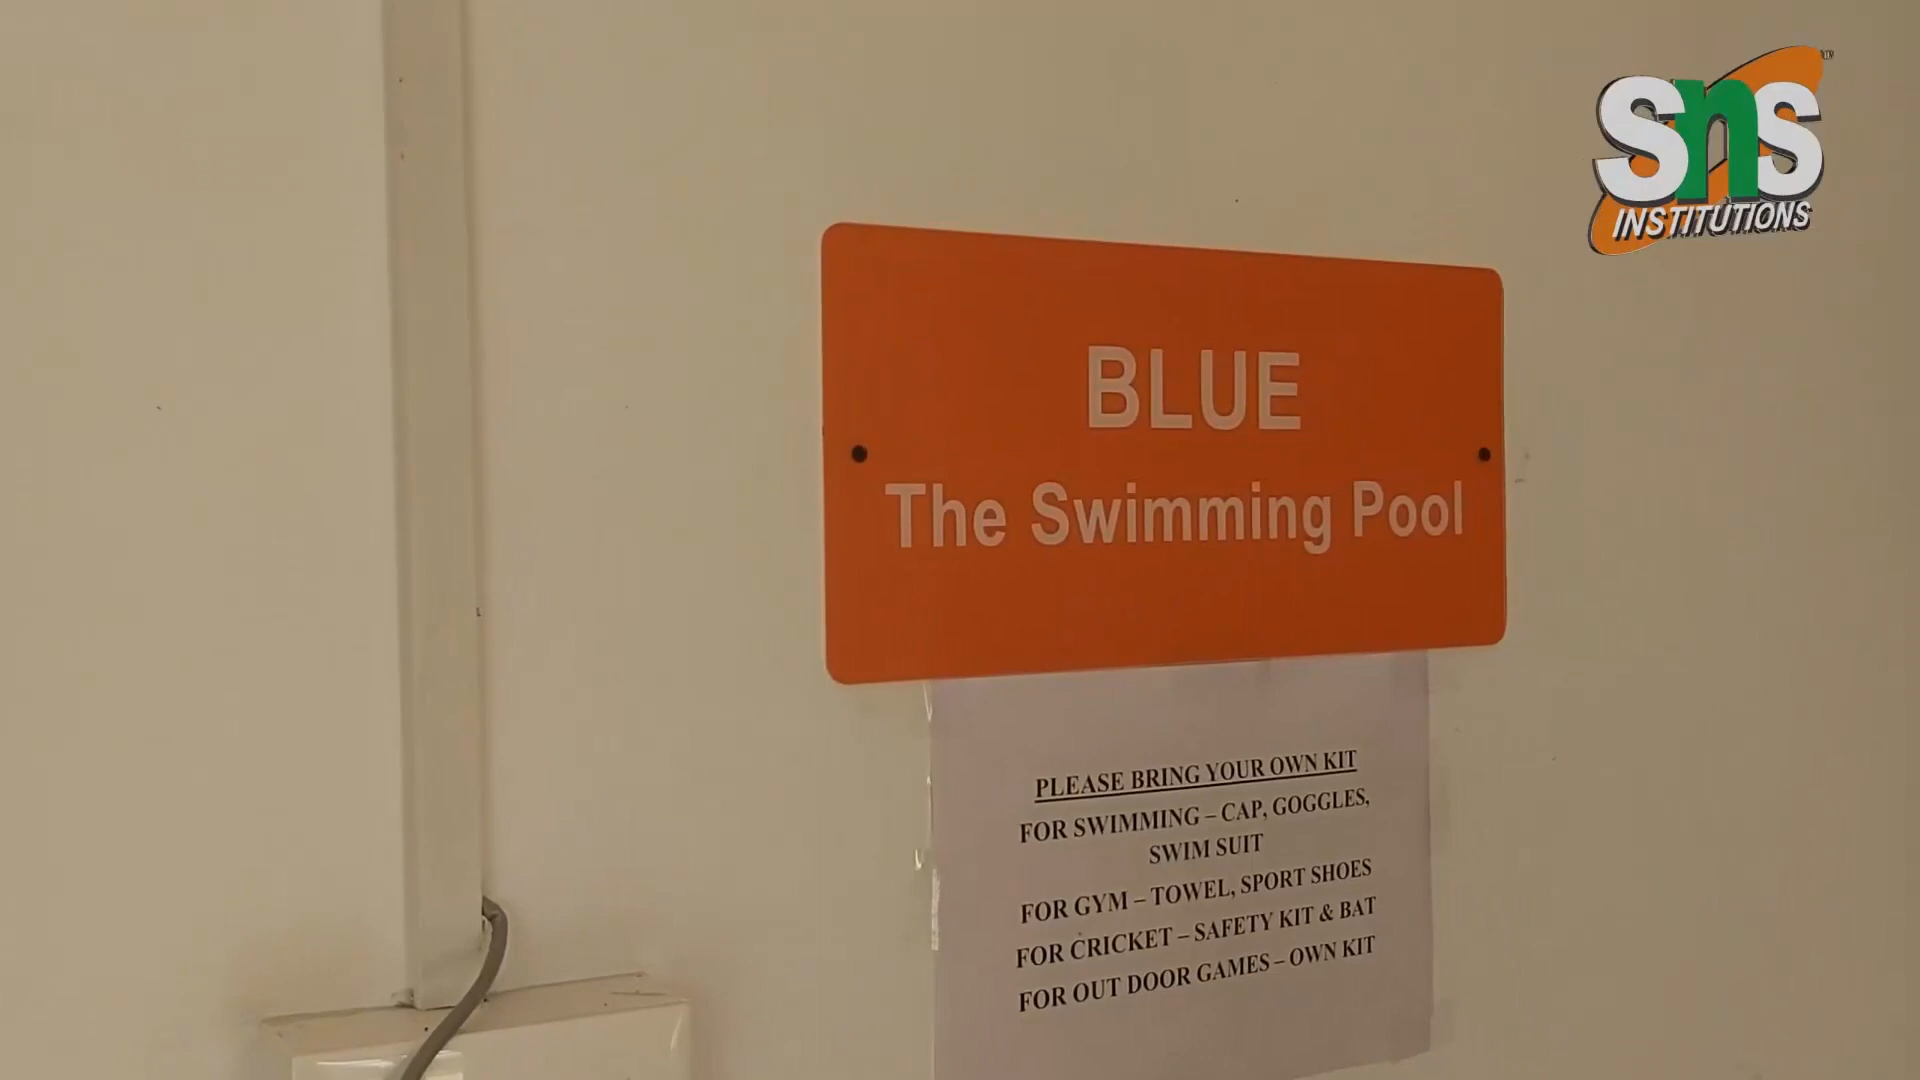 sns
INSTITUTIONS
BLUE
The Swimming Pool
PLEASE BRING YOUR OWN KIT
FOR SWIMMING – CAP, GOGGLES,
SWIM SUIT
FOR GYM – TOWEL, SPORT SHOES
FOR CRICKET – SAFETY KIT & BAT
FOR OUT DOOR GAMES – OWN KIT